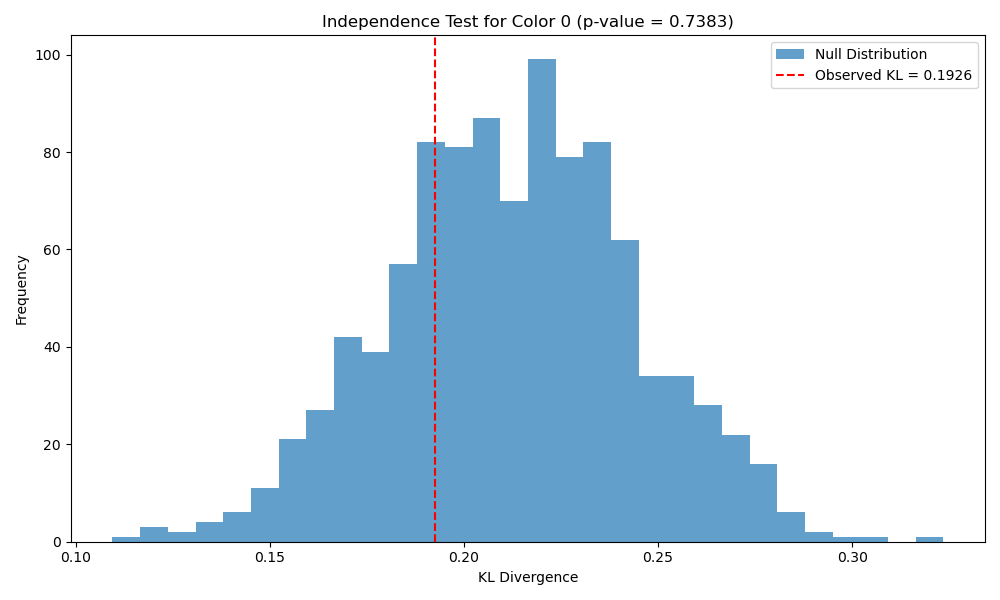 Independence Test for Color 0 (p-value = 0.7383)
Null Distribution
Observed KL = 0.1926
100
80
60
40
20
0
Frequency
0.10 0.15 0.20 0.25 0.30
KL Divergence